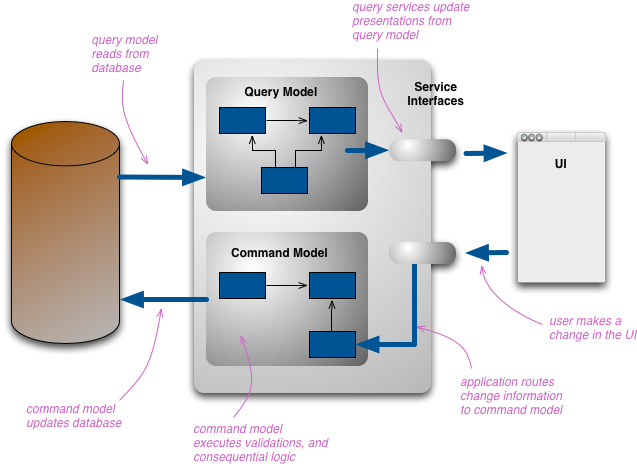 query model
reads from
database
query services update
presentations from
query model
Query Model
Service
Interfaces
UI
Command Model
user makes a
change in the UI
application routes
change information
to command model
command model
updates database
command model
executes validations, and
consequential logic